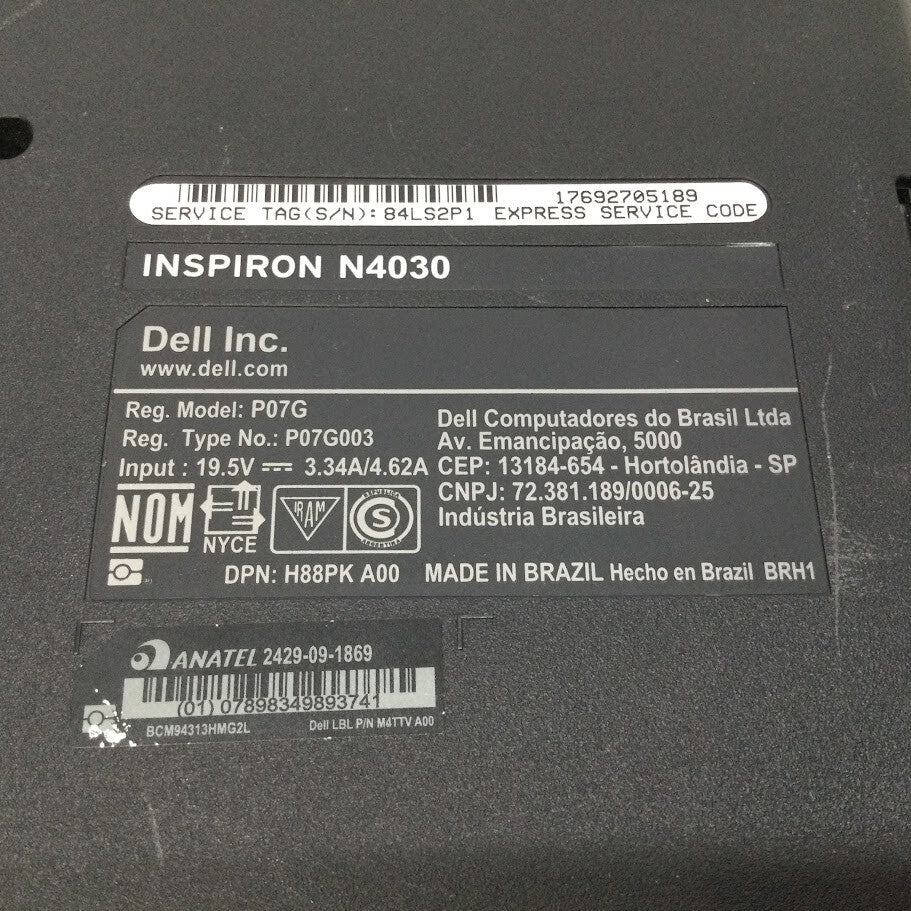 17692705189
SERVICE TAG(S/N): 84LS2P1 EXPRESS SERVICE CODE
INSPIRON N4030
Dell Inc.
www.dell.com
Reg. Model: P07G
Reg. Type No.: P07G003
Input : 19.5V 3.34A/4.62A
Dell Computadores do Brasil Ltda
Av. Emancipação, 5000
CEP: 13184-654 - Hortolândia - SP
CNPJ: 72.381.189/0006-25
Indústria Brasileira
NOM
NYCE
IRAM
REPUBLICA
S
ARGENTINA
DPN: H88PK A00
MADE IN BRAZIL Hecho en Brazil BRH1
ANATEL 2429-09-1869
(01) 07898349893741
BCM94313HMG2L
Dell LBL P/N M4TTV A00